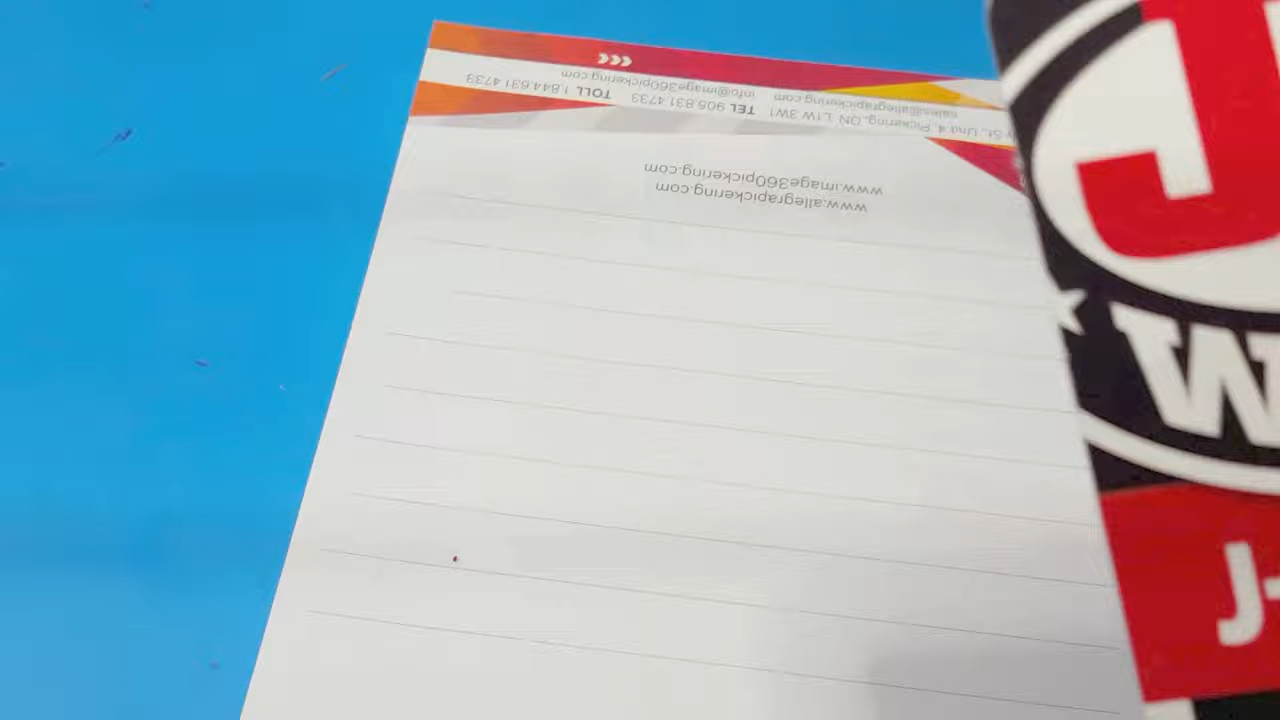 www.allegrapickering.com
www.image360pickering.com
St., Unit 4, Pickering, ON L1W 3W1 TEL 905.831.4733 TOLL 1.844.631.4733
sales@allegrapickering.com info@image360pickering.com
J
W
J-